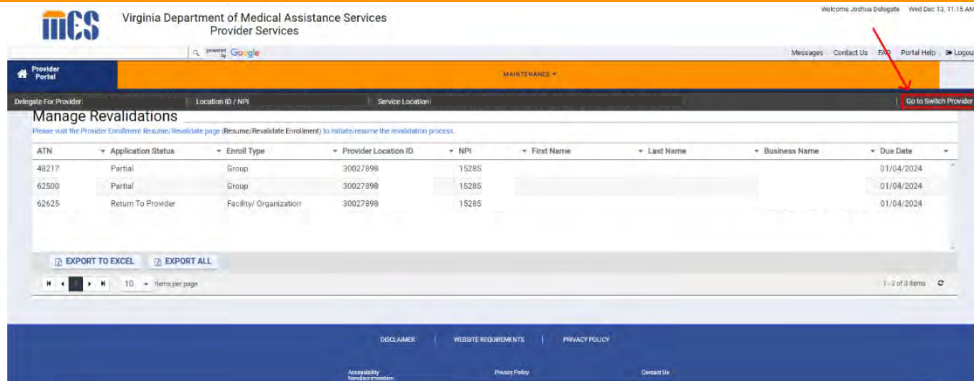 Welcome Joshua Delegate Wed Dec 13, 11:15 AM
mes
Virginia Department of Medical Assistance Services
Provider Services
powered by Google
Messages Contact Us FAQ Portal Help Logout
Provider Portal
MAINTENANCE
Delegate For Provider: Location ID / NPI Service Location Go to Switch Provider
Manage Revalidations
Please visit the Provider Enrollment Resume/Revalidate page (Resume/Revalidate Enrollment) to initiate/resume the revalidation process.
ATN Application Status Enroll Type Provider Location ID NPI First Name Last Name Business Name Due Date
48217 Partial Group 30027898 15285 01/04/2024
62500 Partial Group 30027898 15285 01/04/2024
62625 Return To Provider Facility/ Organization 30027898 15285 01/04/2024
EXPORT TO EXCEL EXPORT ALL
10 items per page 1 - 3 of 3 items
DISCLAIMER | WEBSITE REQUIREMENTS | PRIVACY POLICY
Accessibility Privacy Policy Contact Us
Nondiscrimination